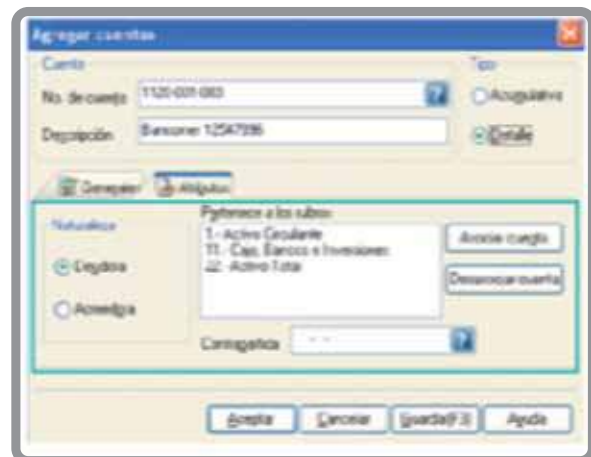 Agregar cuentas
Cuenta
Tipo
No. de cuenta 1120-001-003
Acumulativa
Descripción Bancomer 12547896
Detalle
Generales Atributos
Naturaleza
Pertenece a los rubros
1.- Activo Circulante
11.- Caja, Bancos e Inversiones
22.- Activo Total
Asociar cuenta
Deudora
Desasociar cuenta
Acreedora
Contrapartida
Aceptar Cancelar Guardar(F3) Ayuda